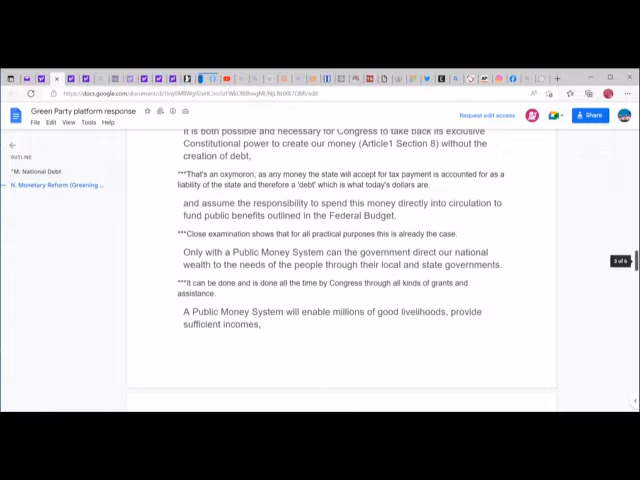 Green Party platform response
File Edit View Tools Help
Request edit access
Share
OUTLINE
"M: National Debt
N. Monetary Reform (Greening ...
It is both possible and necessary for Congress to take back its exclusive
Constitutional power to create our money (Article1 Section 8) without the
creation of debt,
***That's an oxymoron, as any money the state will accept for tax payment is accounted for as a
liability of the state and therefore a 'debt' which is what today's dollars are.
and assume the responsibility to spend this money directly into circulation to
fund public benefits outlined in the Federal Budget.
***Close examination shows that for all practical purposes this is already the case.
Only with a Public Money System can the government direct our national
wealth to the needs of the people through their local and state governments.
3 of 6
***It can be done and is done all the time by Congress through all kinds of grants and
assistance.
A Public Money System will enable millions of good livelihoods, provide
sufficient incomes,